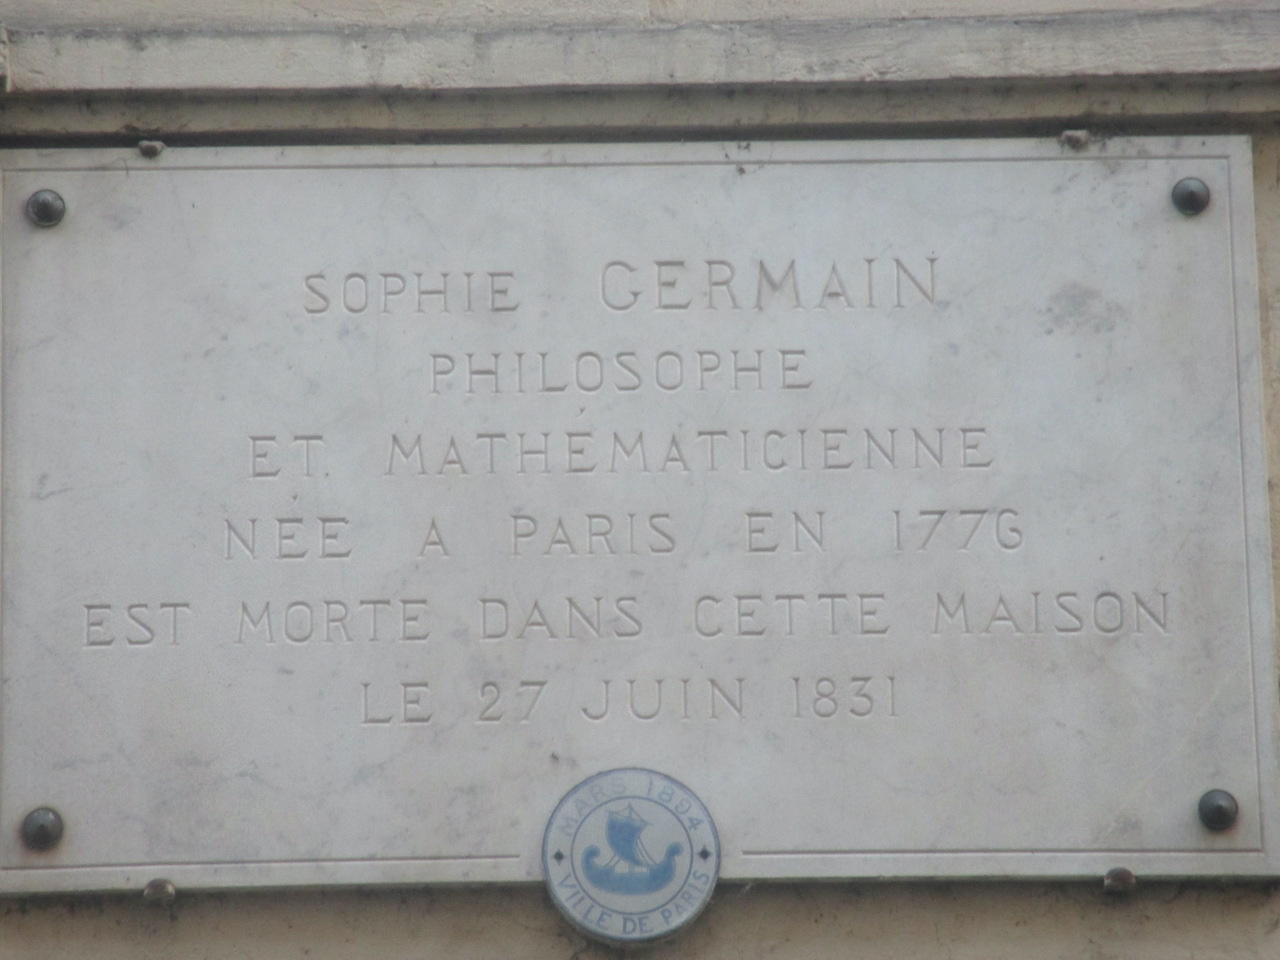 SOPHIE GERMAIN
PHILOSOPHE
ET MATHÉMATICIENNE
NÉE A PARIS EN 1776
EST MORTE DANS CETTE MAISON
LE 27 JUIN 1831
MARS 1894
VILLE DE PARIS